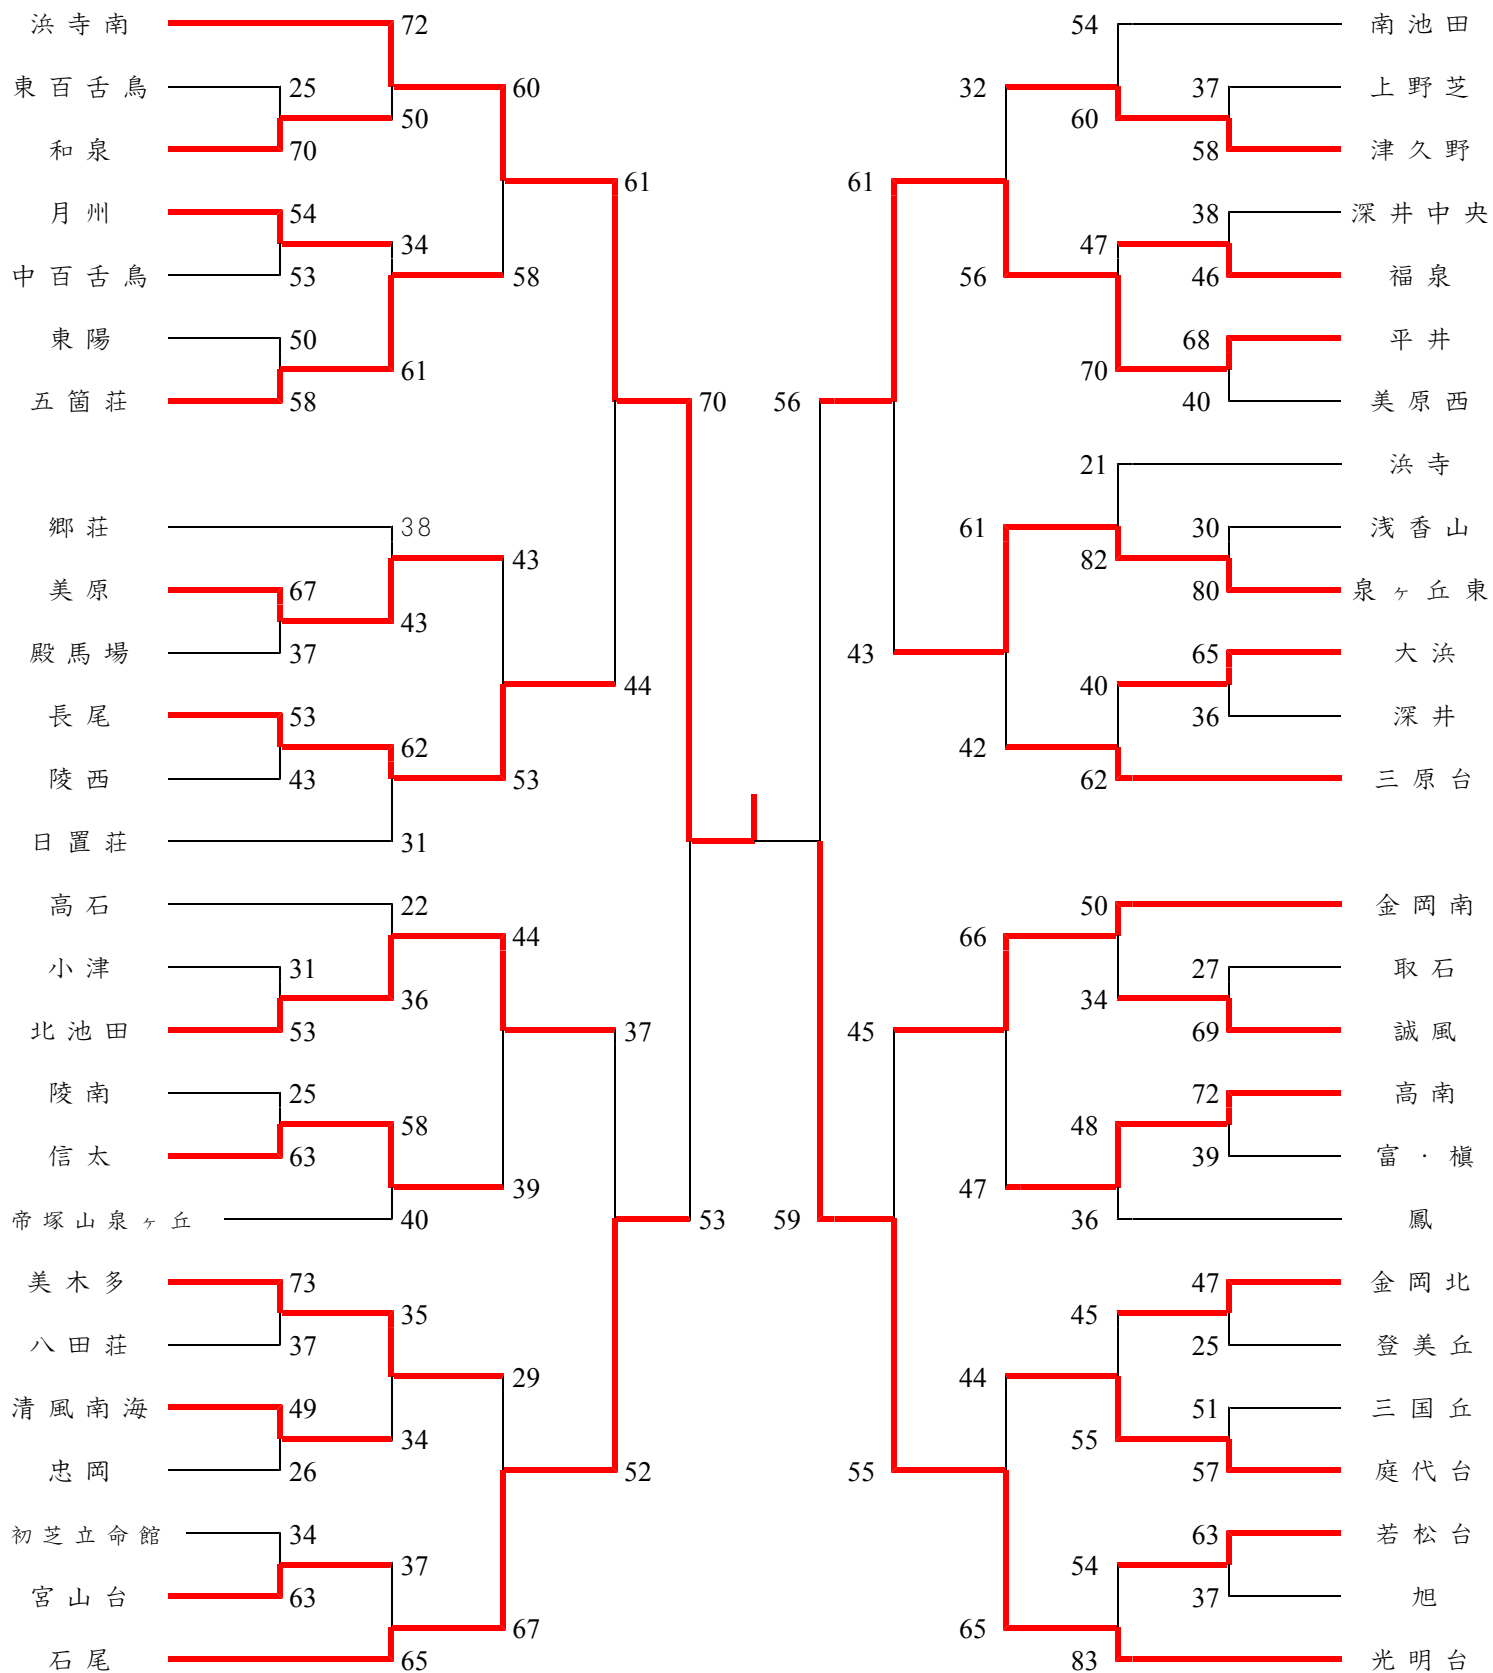 浜寺南 72 54 南池田
東百舌鳥 25 60 32 37 上野芝
50 60
和泉 70 58 津久野
61 61
月州 54 38 深井中央
34 47
中百舌鳥 53 58 56 46 福泉
東陽 50 68 平井
61 70
五箇荘 58 70 56 40 美原西
21 浜寺
郷荘 38 61 30 浅香山
43 82
美原 67 80 泉ヶ丘東
43
殿馬場 37 43 65 大浜
44 40
長尾 53 36 深井
62 42
陵西 43 53 62 三原台
日置荘 31
高石 22 50 金岡南
44 66
小津 31 27 取石
36 34
北池田 53 37 45 69 誠風
陵南 25 72 高南
58 48
信太 63 39 富・槇
39 47
帝塚山泉ヶ丘 40 53 59 36 鳳
美木多 73 47 金岡北
35 45
八田荘 37 25 登美丘
29 44
清風南海 49 51 三国丘
34 55
忠岡 26 52 55 57 庭代台
初芝立命館 34 63 若松台
37 54
宮山台 63 37 旭
67 65
石尾 65 83 光明台